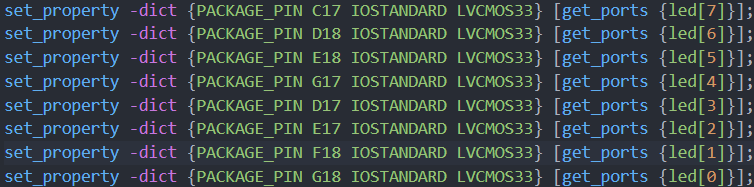 set_property -dict {PACKAGE_PIN C17 IOSTANDARD LVCMOS33} [get_ports {led[7]}];
set_property -dict {PACKAGE_PIN D18 IOSTANDARD LVCMOS33} [get_ports {led[6]}];
set_property -dict {PACKAGE_PIN E18 IOSTANDARD LVCMOS33} [get_ports {led[5]}];
set_property -dict {PACKAGE_PIN G17 IOSTANDARD LVCMOS33} [get_ports {led[4]}];
set_property -dict {PACKAGE_PIN D17 IOSTANDARD LVCMOS33} [get_ports {led[3]}];
set_property -dict {PACKAGE_PIN E17 IOSTANDARD LVCMOS33} [get_ports {led[2]}];
set_property -dict {PACKAGE_PIN F18 IOSTANDARD LVCMOS33} [get_ports {led[1]}];
set_property -dict {PACKAGE_PIN G18 IOSTANDARD LVCMOS33} [get_ports {led[0]}];